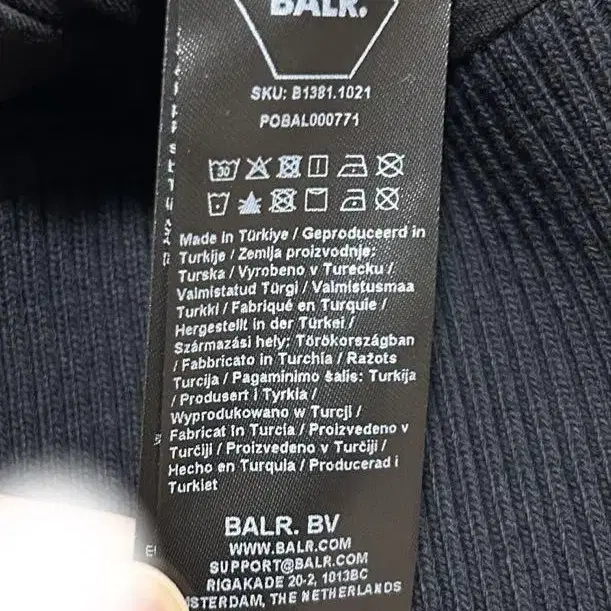 BALR.
SKU: B1381.1021
POBAL000771
30
Made in Türkiye / Geproduceerd in
Turkije / Zemlja proizvodnje:
Turska / Vyrobeno v Turecku /
Valmistatud Türgi / Valmistusmaa
Turkki / Fabriqué en Turquie /
Hergestellt in der Türkei /
Származási hely: Törökországban
/ Fabbricato in Turchia / Ražots
Turcija / Pagaminimo šalis: Turkija
/ Produsert i Tyrkia /
Wyprodukowano w Turcji /
Fabricat in Turcia / Proizvedeno v
Turčiji / Proizvedeno v Turčiji /
Hecho en Turquia / Producerad i
Turkiet
BALR. BV
WWW.BALR.COM
SUPPORT@BALR.COM
RIGAKADE 20-2, 1013BC
STERDAM, THE NETHERLANDS